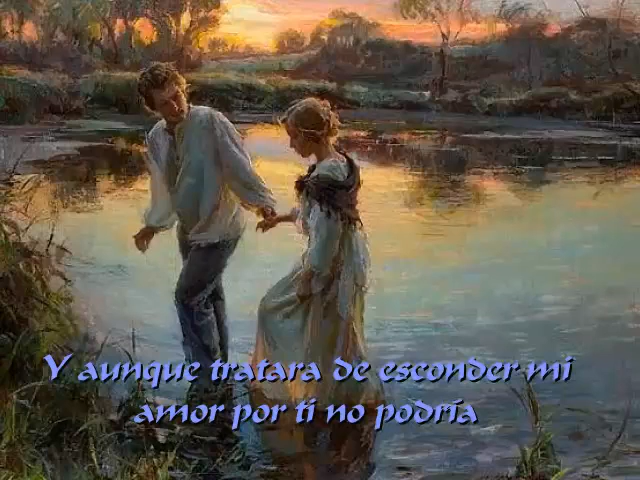 Y aunque tratara de esconder mi
amor por ti no podría